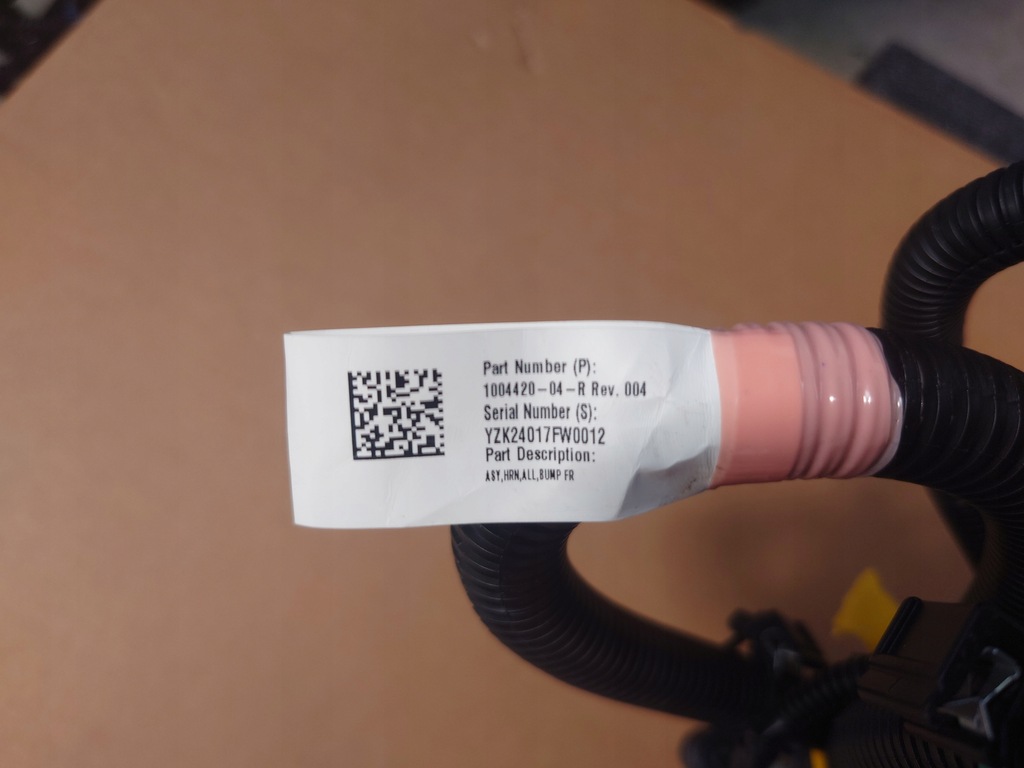 Part Number (P):
1004420-04-R Rev. 004
Serial Number (S):
YZK24017FW0012
Part Description:
ASY,HRN,ALL,BUMP FR